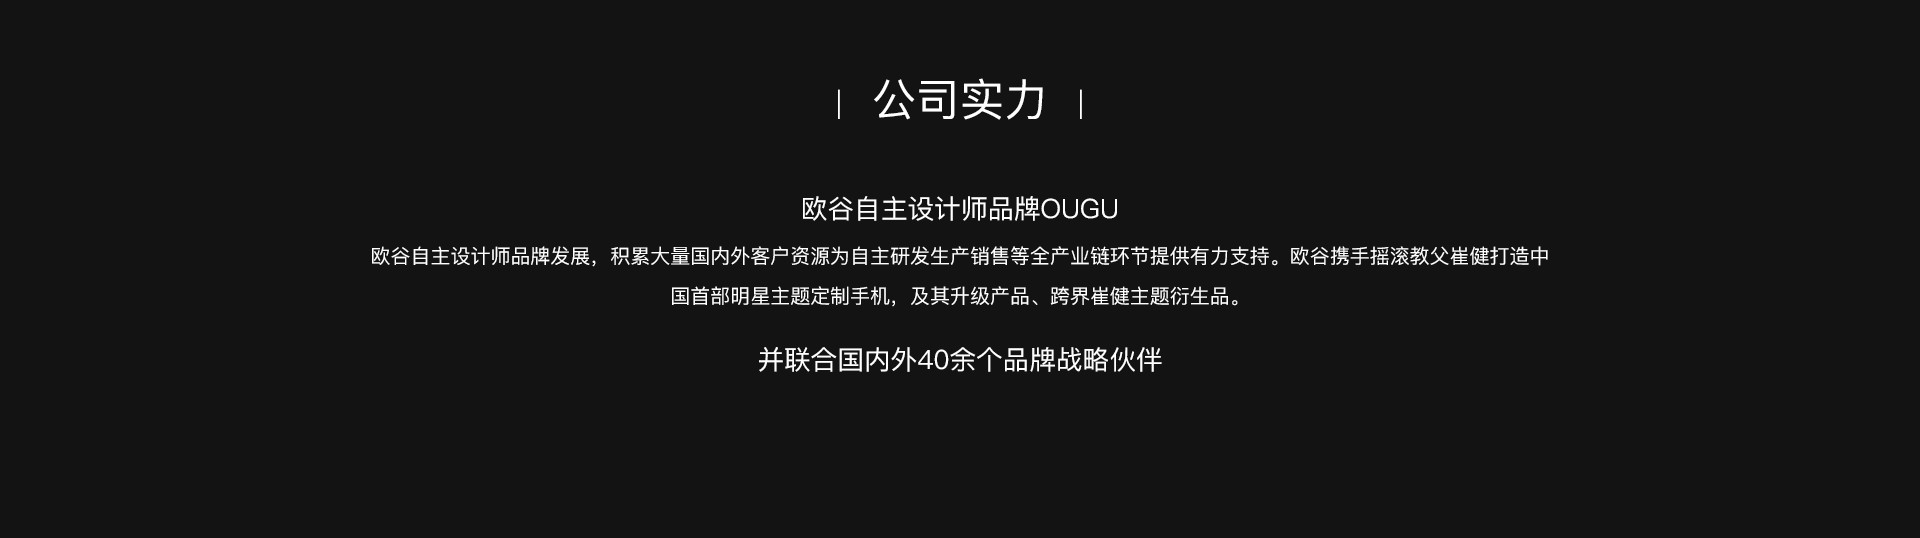 | 公司实力 |
欧谷自主设计师品牌OUGU
欧谷自主设计师品牌发展，积累大量国内外客户资源为自主研发生产销售等全产业链环节提供有力支持。欧谷携手摇滚教父崔健打造中
国首部明星主题定制手机，及其升级产品、跨界崔健主题衍生品。
并联合国内外40余个品牌战略伙伴